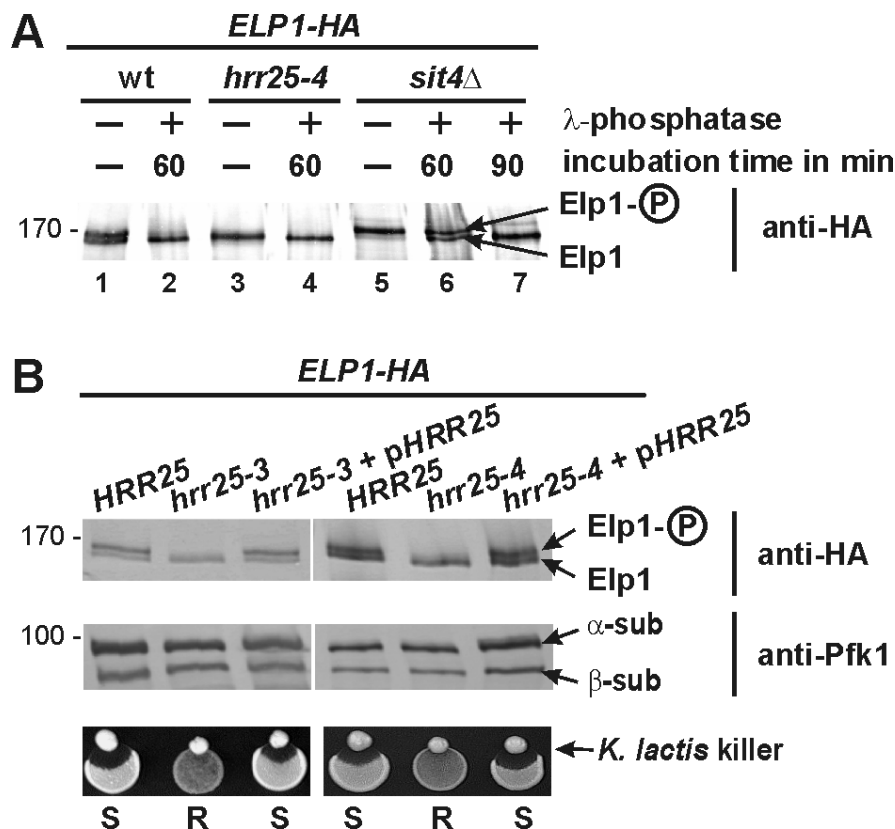 A
ELP1-HA
wt hrr25-4 sit4Δ
– + – + – + + λ-phosphatase
– 60 – 60 – 60 90 incubation time in min
170 - Elp1-Ⓟ anti-HA
Elp1
1 2 3 4 5 6 7
B
ELP1-HA
HRR25 hrr25-3 hrr25-3 + pHRR25 HRR25 hrr25-4 hrr25-4 + pHRR25
170 - Elp1-Ⓟ anti-HA
Elp1
100 - α-sub anti-Pfk1
β-sub
K. lactis killer
S R S S R S